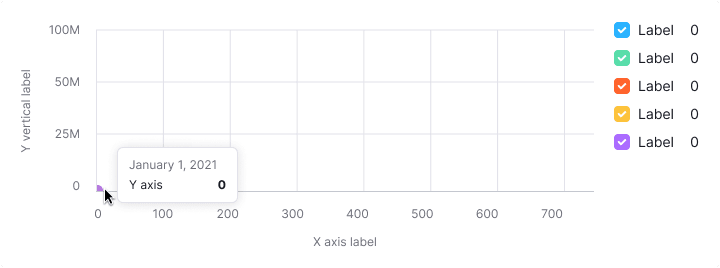 100M
50M
25M
0
Y vertical label
0 100 200 300 400 500 600 700
X axis label
January 1, 2021
Y axis 0
Label 0
Label 0
Label 0
Label 0
Label 0